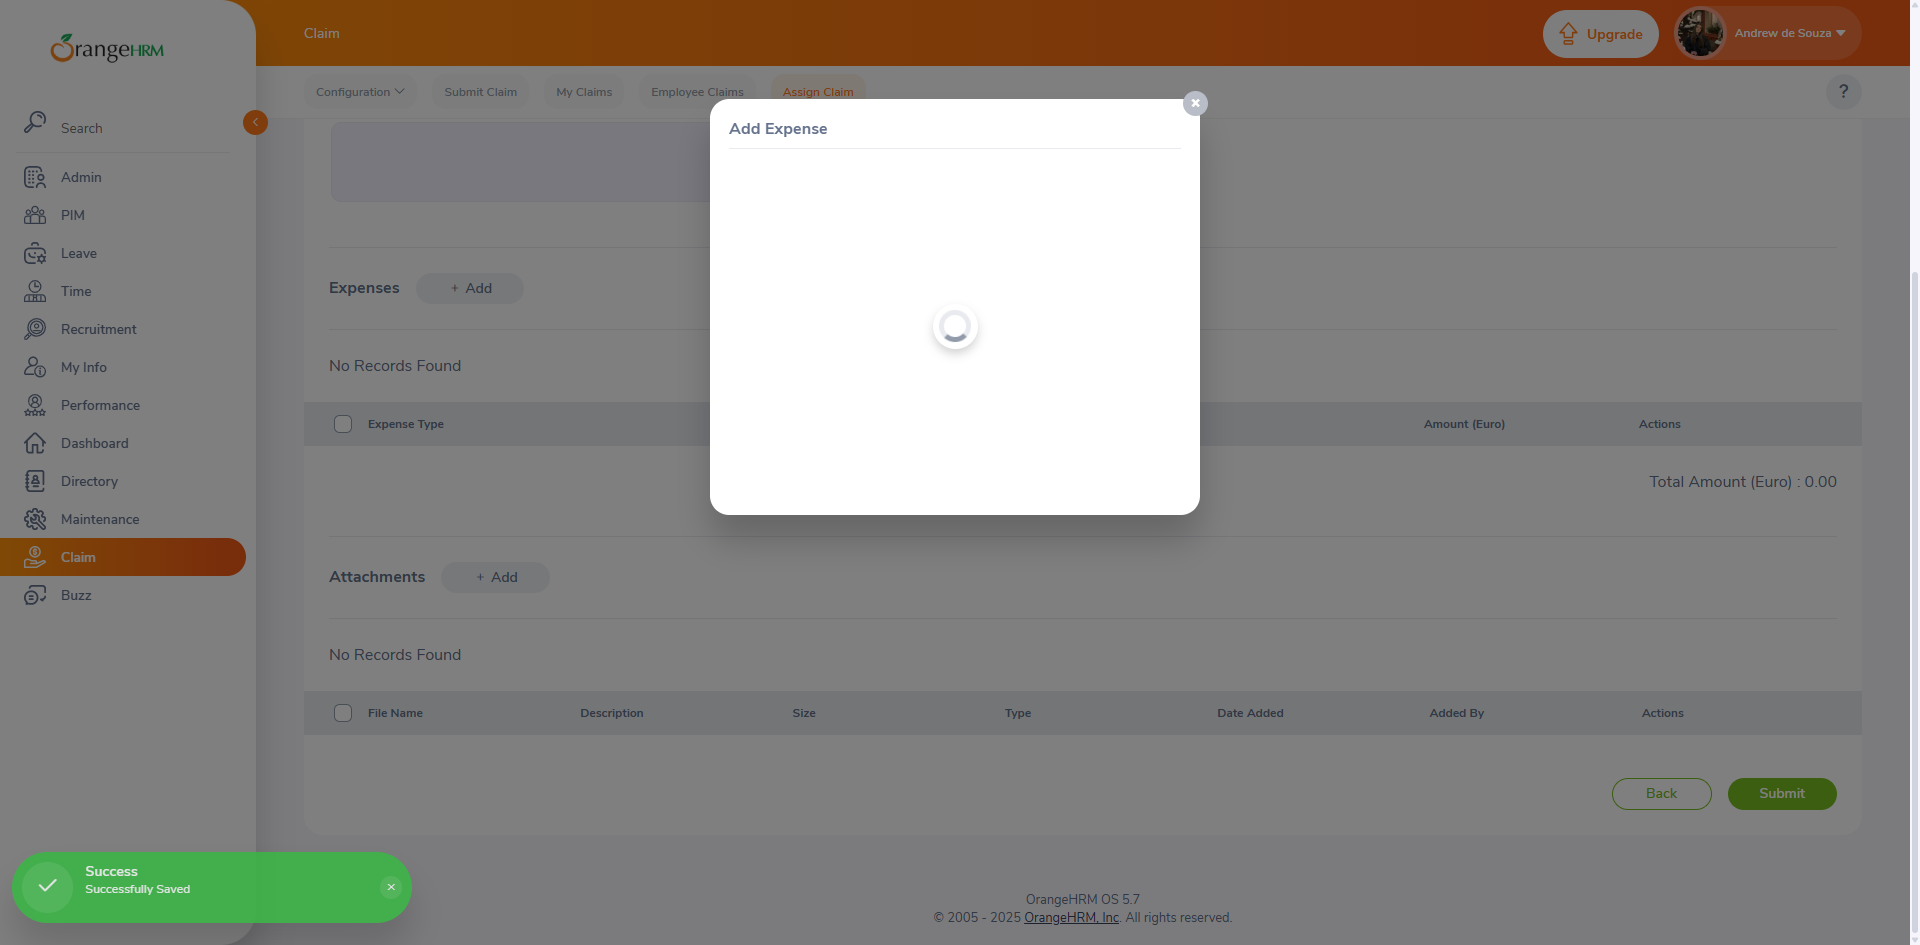 OrangeHRM
Claim
Upgrade
Andrew de Souza
Configuration
Submit Claim
My Claims
Employee Claims
Assign Claim
?
Search
Admin
PIM
Leave
Time
Recruitment
My Info
Performance
Dashboard
Directory
Maintenance
Claim
Buzz
Add Expense
Expenses
+ Add
No Records Found
Expense Type
Amount (Euro)
Actions
Total Amount (Euro) : 0.00
Attachments
+ Add
No Records Found
File Name
Description
Size
Type
Date Added
Added By
Actions
Back
Submit
Success
Successfully Saved
OrangeHRM OS 5.7
© 2005 - 2025 OrangeHRM, Inc. All rights reserved.